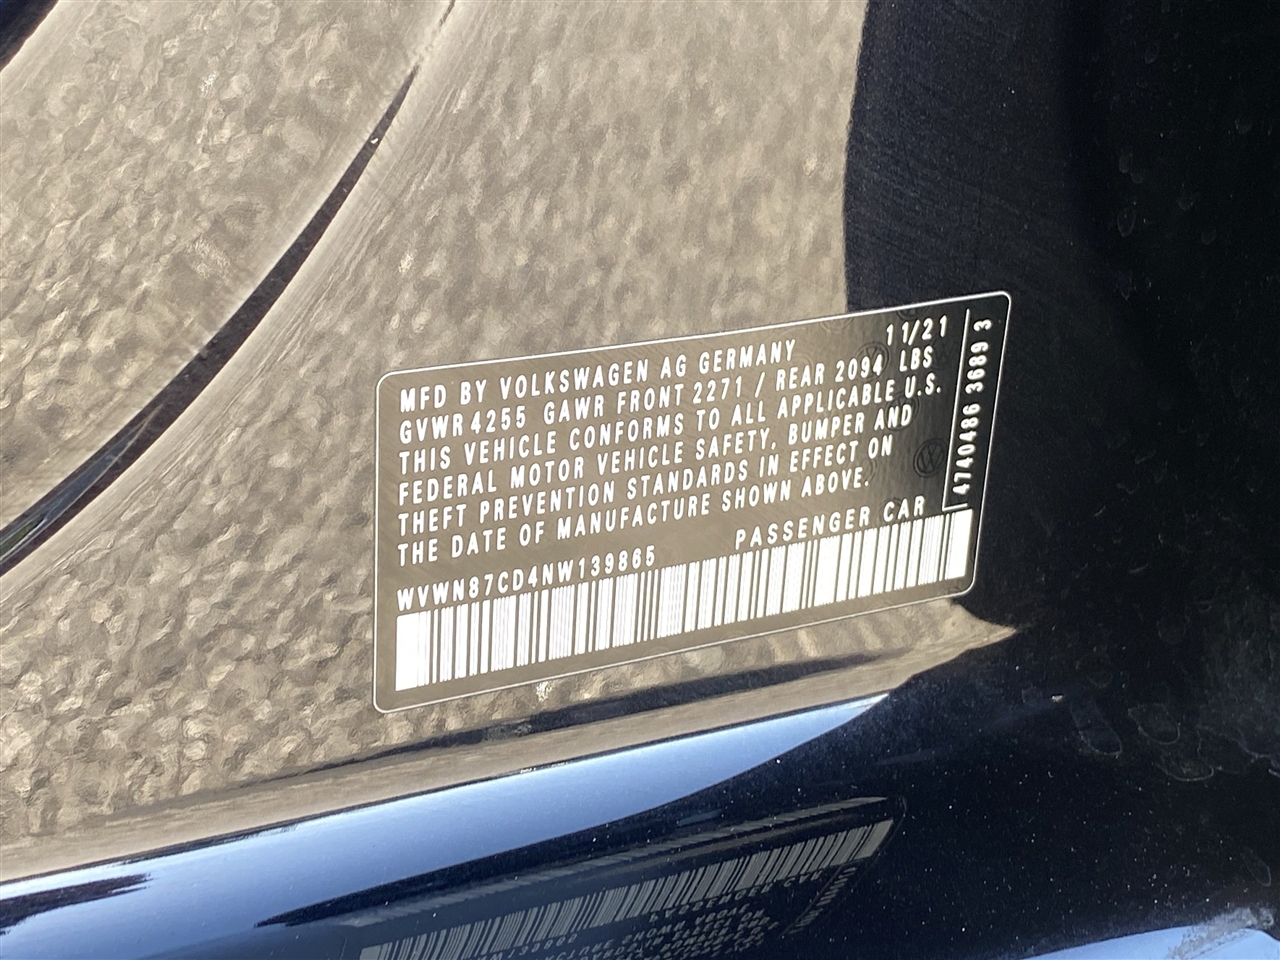 MFD BY VOLKSWAGEN AG GERMANY 11/21
GVWR 4255 GAWR FRONT 2271 / REAR 2094 LBS
THIS VEHICLE CONFORMS TO ALL APPLICABLE U.S.
FEDERAL MOTOR VEHICLE SAFETY, BUMPER AND
THEFT PREVENTION STANDARDS IN EFFECT ON
THE DATE OF MANUFACTURE SHOWN ABOVE.
WVWN87CD4NW139865 PASSENGER CAR
4740486 3689 3